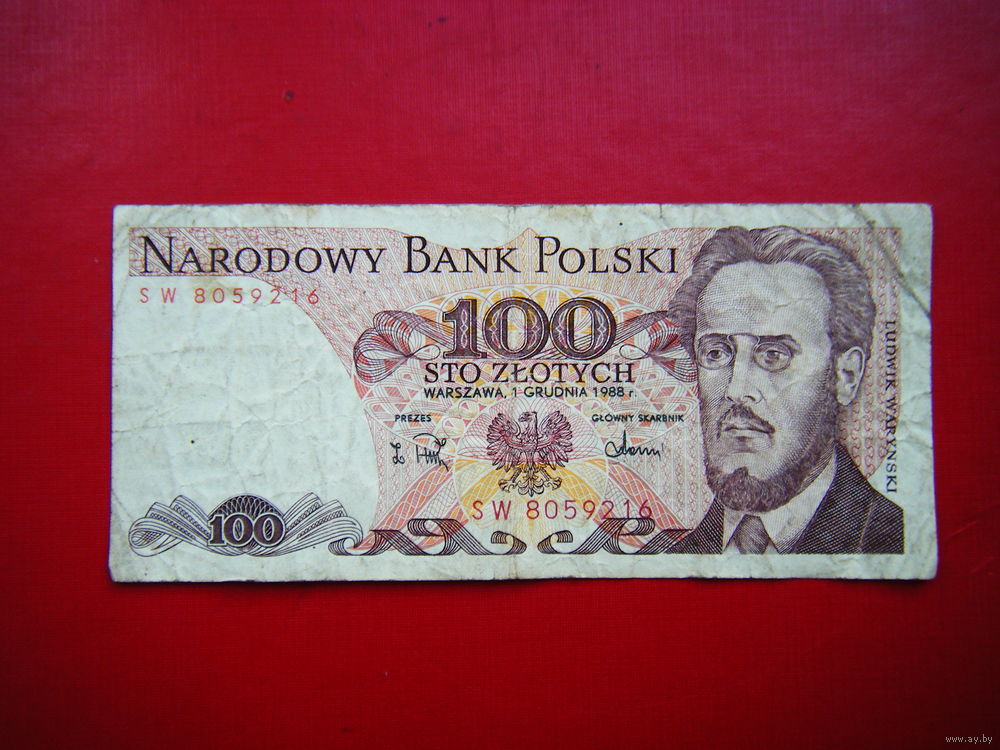 NARODOWY BANK POLSKI
SW 8059216
100
STO ZŁOTYCH
WARSZAWA, 1 GRUDNIA 1988 r.
PREZES
GŁÓWNY SKARBNIK
SW 8059216
100
LUDWIK WARYŃSKI
www.ay.by